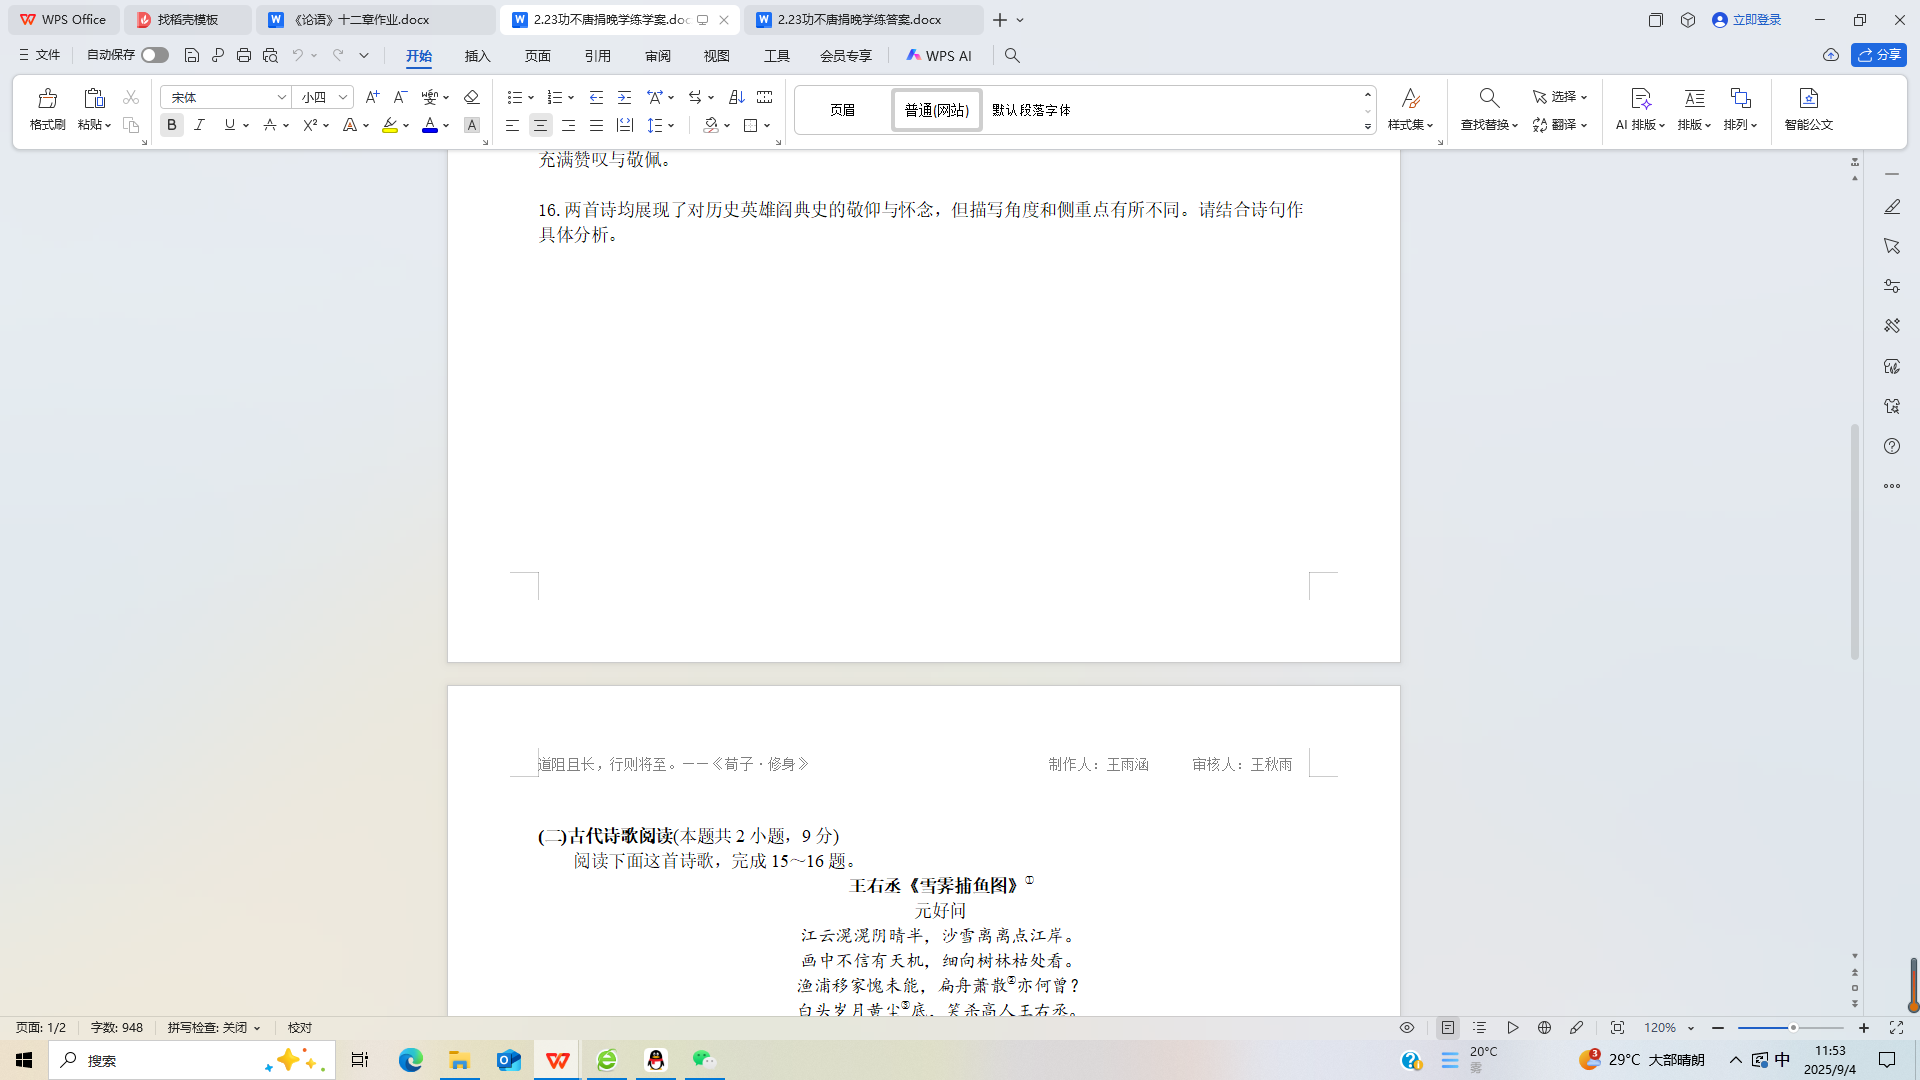 WPS Office
找稻壳模板
《论语》十二章作业.docx
2.23功不唐捐晚学练学案.doc
2.23功不唐捐晚学练答案.docx
立即登录
文件
自动保存
开始
插入
页面
引用
审阅
视图
工具
会员专享
WPS AI
分享
格式刷
粘贴
宋体
小四
页眉
普通(网站)
默认段落字体
样式集
查找替换
选择
翻译
AI 排版
排版
排列
智能公文
充满赞叹与敬佩。
16. 两首诗均展现了对历史英雄阎典史的敬仰与怀念，但描写角度和侧重点有所不同。请结合诗句作
具体分析。
道阻且长，行则将至。——《荀子·修身》 制作人：王雨涵 审核人：王秋雨
(二)古代诗歌阅读(本题共 2 小题，9 分)
阅读下面这首诗歌，完成 15～16 题。
王右丞《雪霁捕鱼图》①
元好问
江云滉滉阴晴半，沙雪离离点江岸。
画中不信有天机，细向树林枯处看。
渔浦移家愧未能，扁舟萧散②亦何曾？
白头岁月黄尘③底，笑杀高人王右丞。
页面: 1/2
字数: 948
拼写检查: 关闭
校对
120%
搜索
20°C
雾
29°C 大部晴朗
中
11:53
2025/9/4